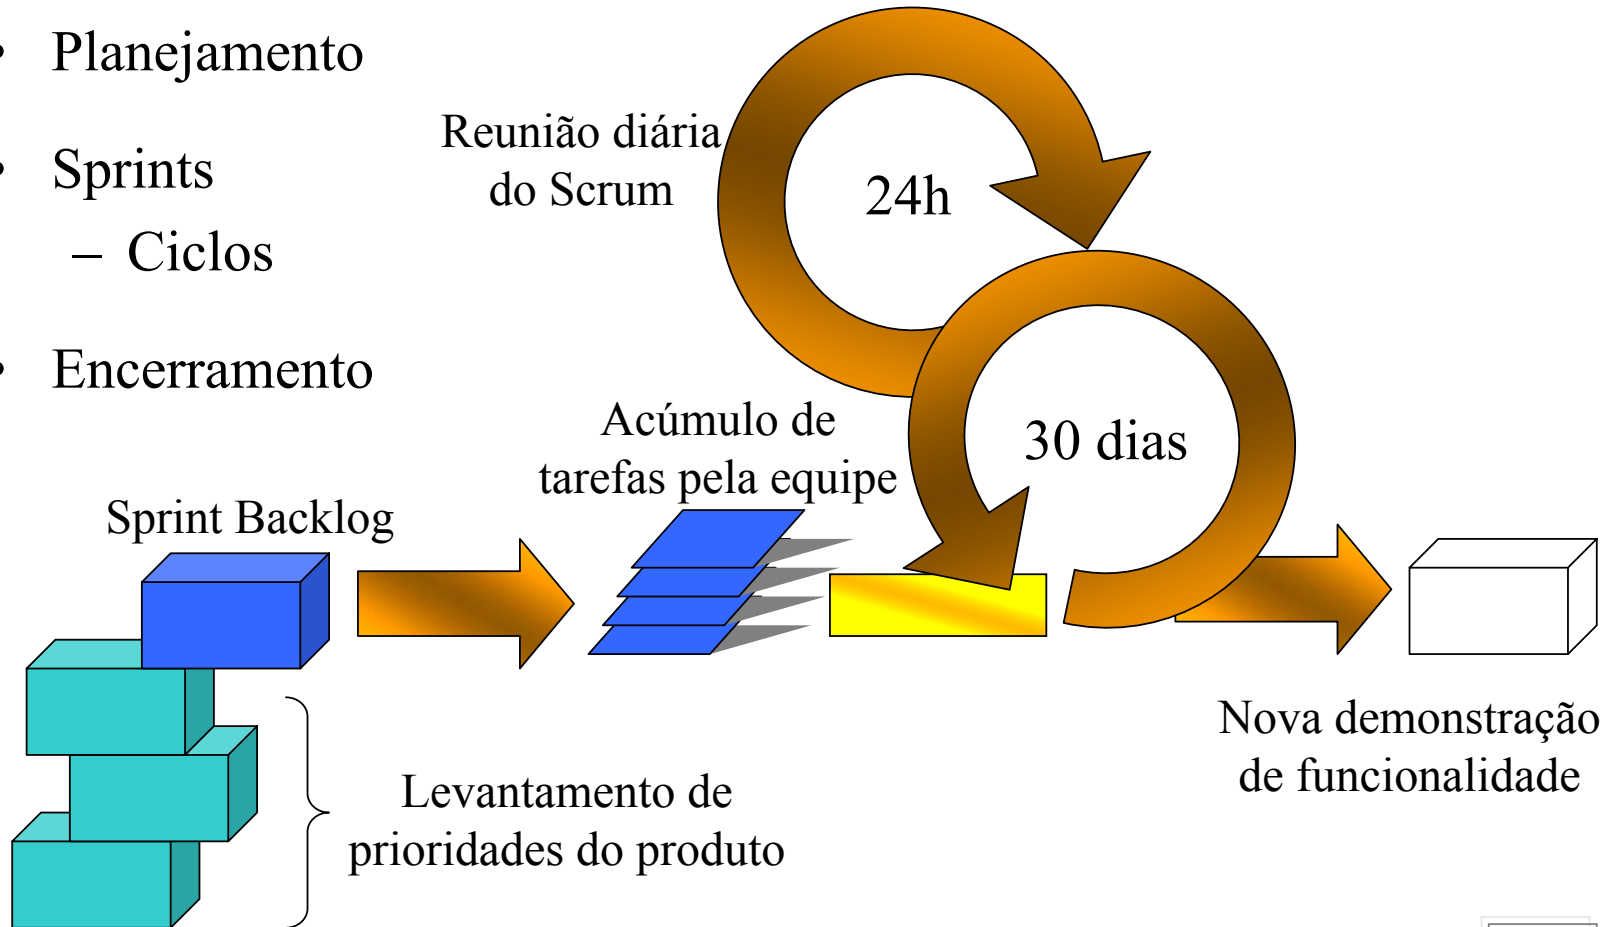 • Planejamento
• Sprints
– Ciclos
• Encerramento
Reunião diária
do Scrum
24h
30 dias
Acúmulo de
tarefas pela equipe
Sprint Backlog
Levantamento de
prioridades do produto
Nova demonstração
de funcionalidade